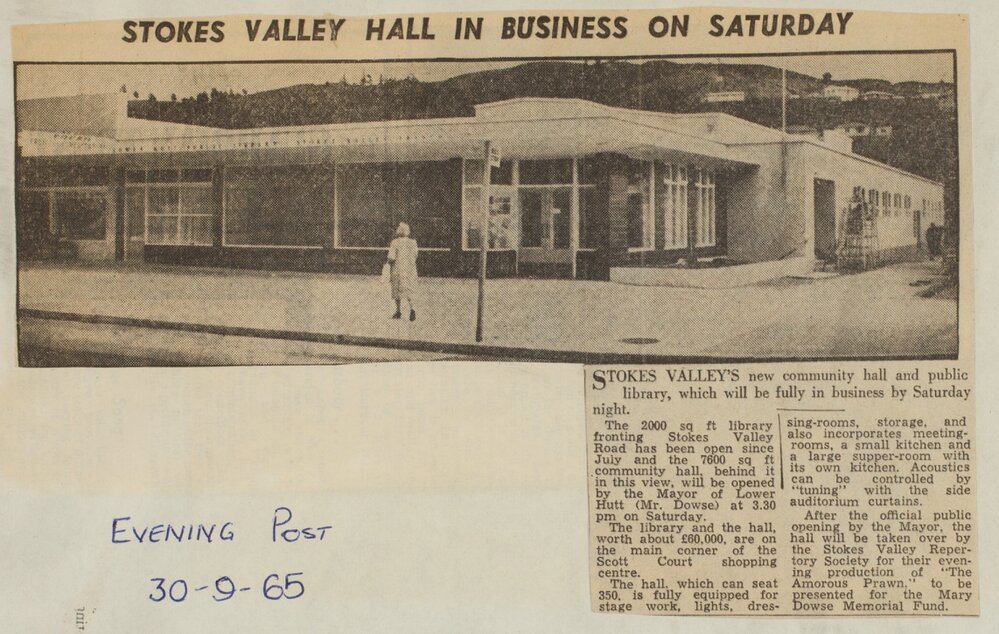 STOKES VALLEY HALL IN BUSINESS ON SATURDAY
STOKES VALLEY'S new community hall and public
library, which will be fully in business by Saturday
night.
The 2000 sq ft library
fronting Stokes Valley
Road has been open since
July and the 7600 sq ft
community hall, behind it
in this view, will be opened
by the Mayor of Lower
Hutt (Mr. Dowse) at 3.30
pm on Saturday.
The library and the hall,
worth about £60,000, are on
the main corner of the
Scott Court shopping
centre.
The hall, which can seat
350, is fully equipped for
stage work, lights, dres-
sing-rooms, storage, and
also incorporates meeting-
rooms, a small kitchen and
a large supper-room with
its own kitchen. Acoustics
can be controlled by
"tuning" with the side
auditorium curtains.
After the official public
opening by the Mayor, the
hall will be taken over by
the Stokes Valley Reper-
tory Society for their even-
ing production of "The
Amorous Prawn," to be
presented for the Mary
Dowse Memorial Fund.
EVENING POST
30-9-65